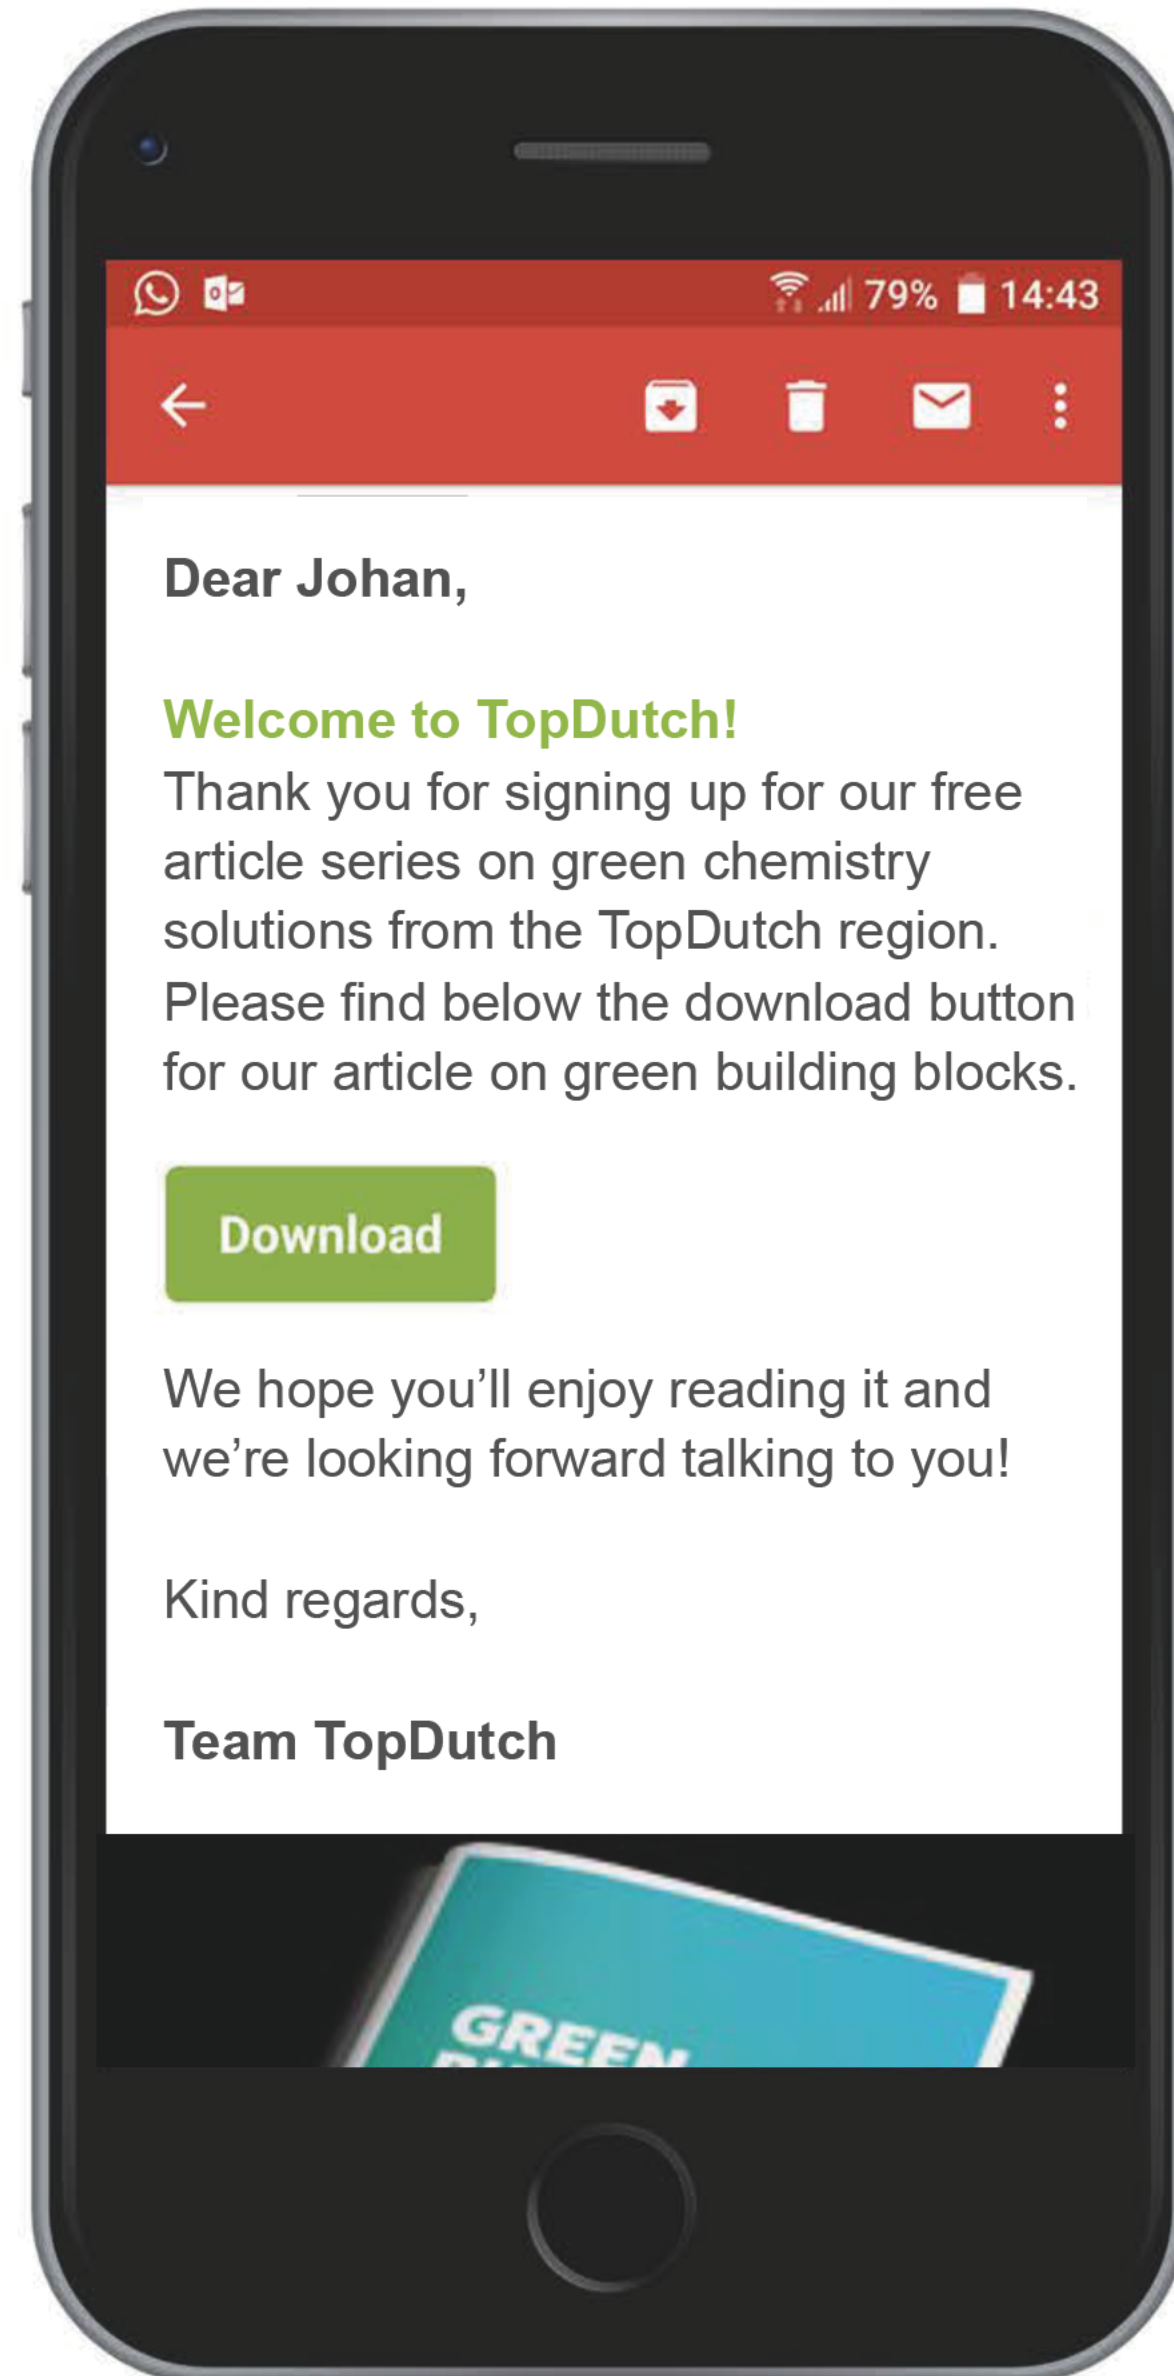 79% 14:43
Dear Johan,
Welcome to TopDutch!
Thank you for signing up for our free
article series on green chemistry
solutions from the TopDutch region.
Please find below the download button
for our article on green building blocks.
Download
We hope you’ll enjoy reading it and
we’re looking forward talking to you!
Kind regards,
Team TopDutch
GREEN